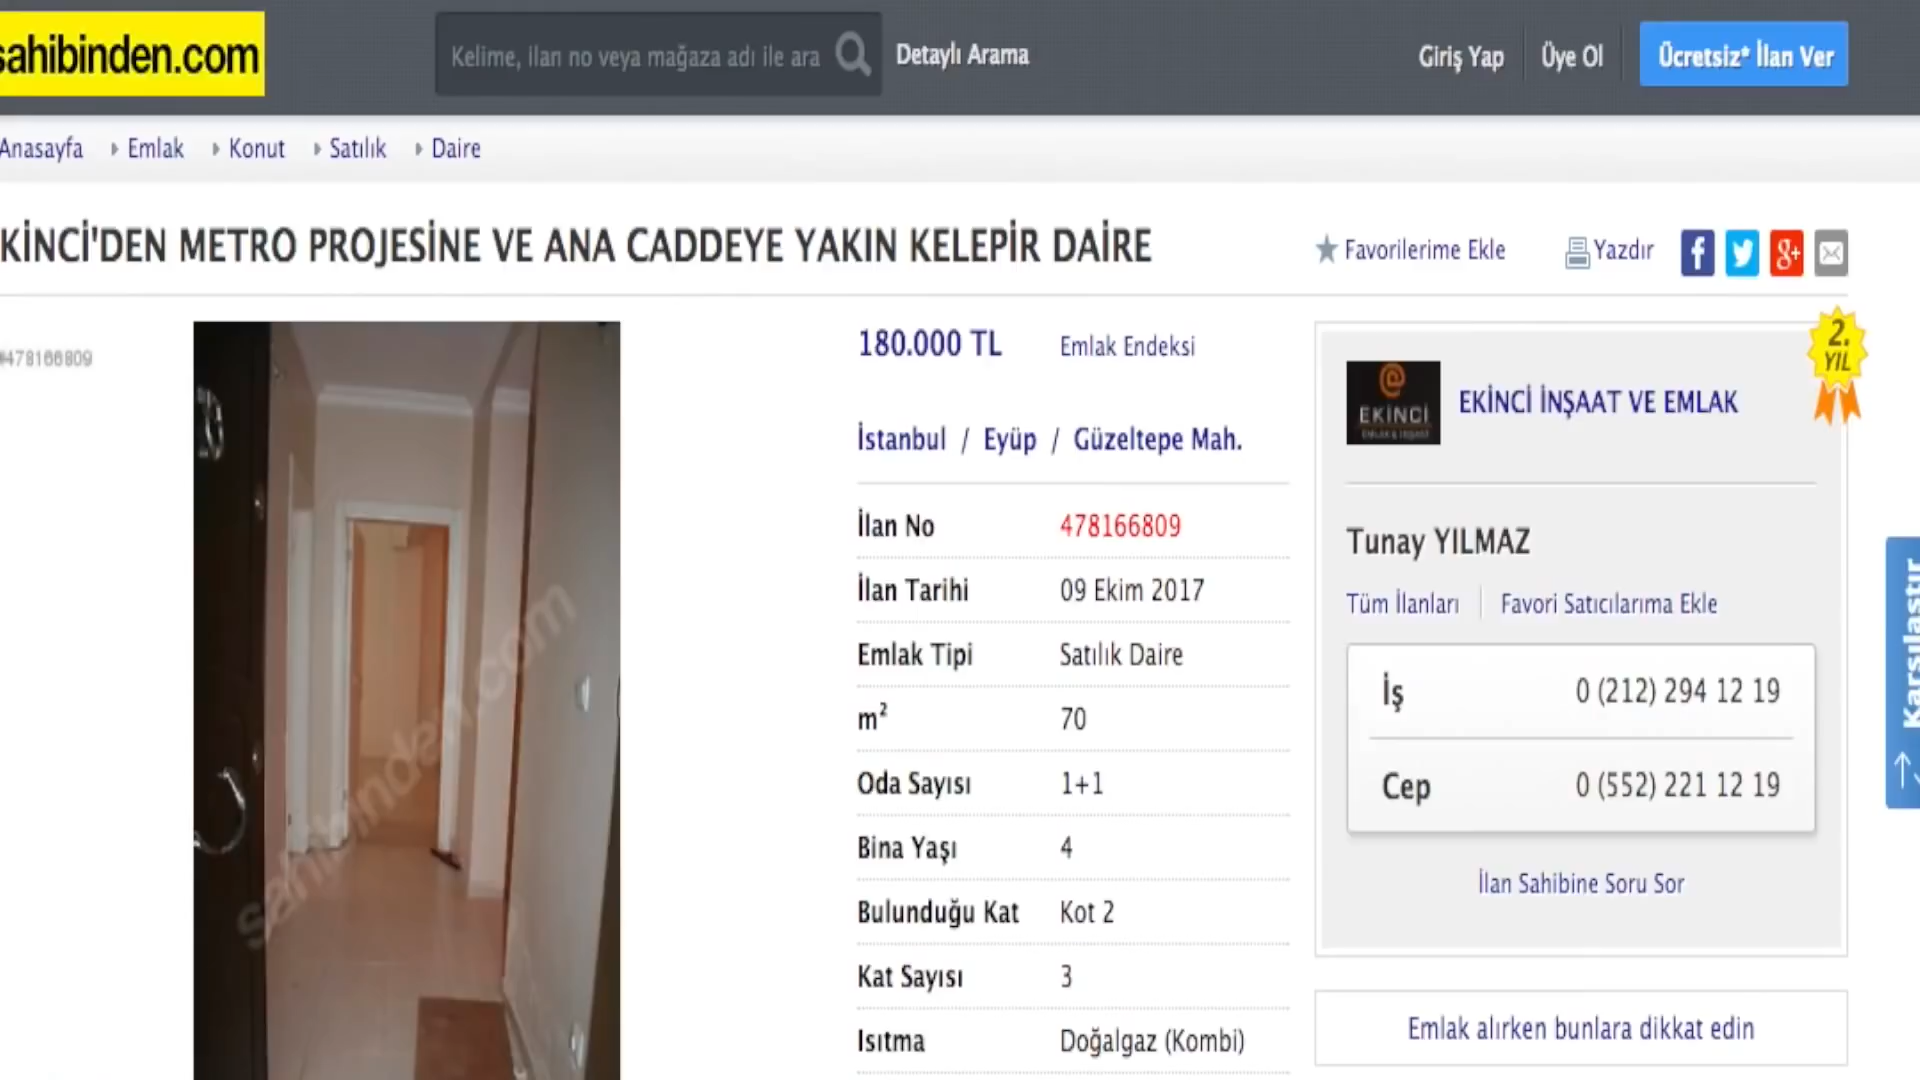 sahibinden.com
Kelime, ilan no veya mağaza adı ile ara
Detaylı Arama
Giriş Yap
Üye Ol
Ücretsiz* İlan Ver
Anasayfa
Emlak
Konut
Satılık
Daire
KİNCİ'DEN METRO PROJESİNE VE ANA CADDEYE YAKIN KELEPİR DAİRE
Favorilerime Ekle
Yazdır
#478166809
sahibinden.com
180.000 TL
Emlak Endeksi
İstanbul / Eyüp / Güzeltepe Mah.
İlan No 478166809
İlan Tarihi 09 Ekim 2017
Emlak Tipi Satılık Daire
m² 70
Oda Sayısı 1+1
Bina Yaşı 4
Bulunduğu Kat Kot 2
Kat Sayısı 3
Isıtma Doğalgaz (Kombi)
2. YIL
EKİNCİ
EKİNCİ İNŞAAT VE EMLAK
Tunay YILMAZ
Tüm İlanları
Favori Satıcılarıma Ekle
İş 0 (212) 294 12 19
Cep 0 (552) 221 12 19
İlan Sahibine Soru Sor
Emlak alırken bunlara dikkat edin
Karşılaştır